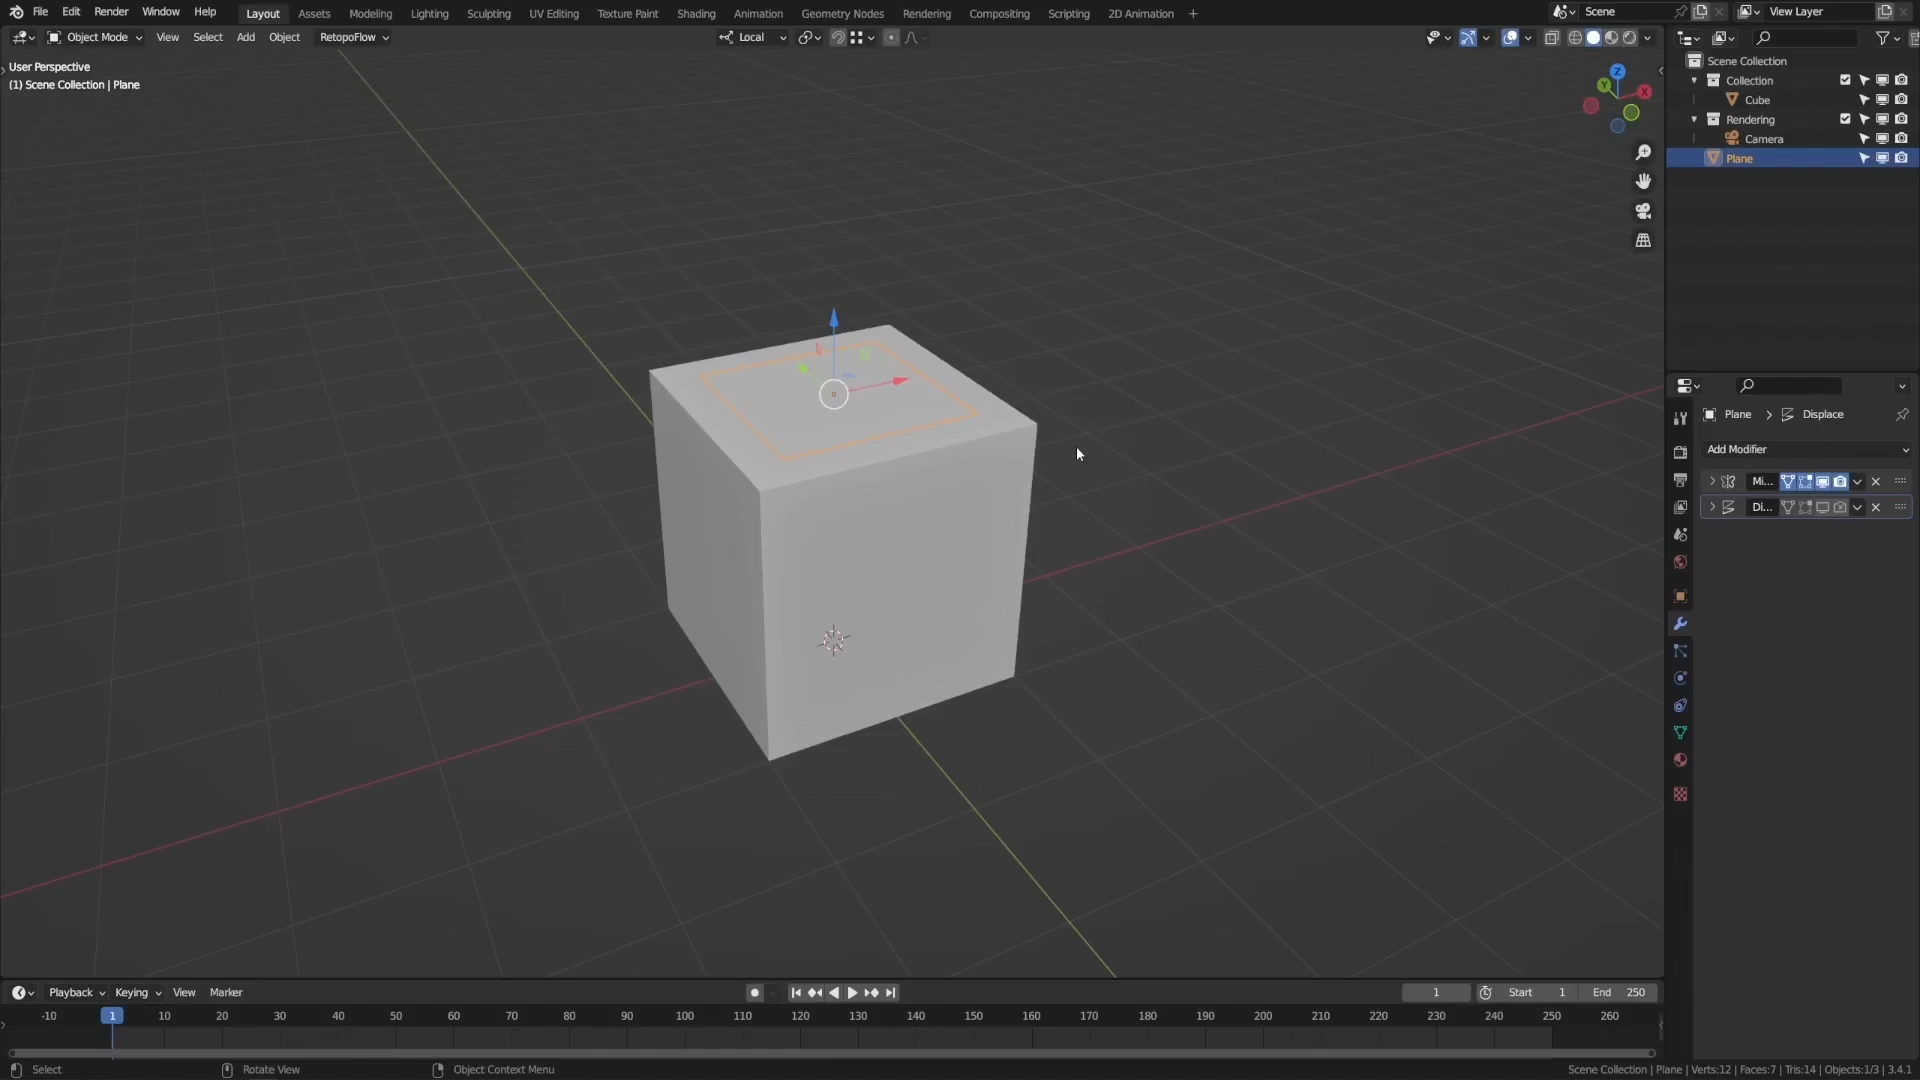 File Edit Render Window Help Layout Assets Modeling Lighting Sculpting UV Editing Texture Paint Shading Animation Geometry Nodes Rendering Compositing Scripting 2D Animation + Scene View Layer
Object Mode View Select Add Object RetopoFlow Local
User Perspective
(1) Scene Collection | Plane
Z
Y
X
Scene Collection
Collection
Cube
Rendering
Camera
Plane
Plane > Displace
Add Modifier
Mi...
Di...
Playback Keying View Marker 1 Start 1 End 250
-10 1 10 20 30 40 50 60 70 80 90 100 110 120 130 140 150 160 170 180 190 200 210 220 230 240 250 260
Select Rotate View Object Context Menu Scene Collection | Plane | Verts:12 | Faces:7 | Tris:14 | Objects:1/3 | 3.4.1